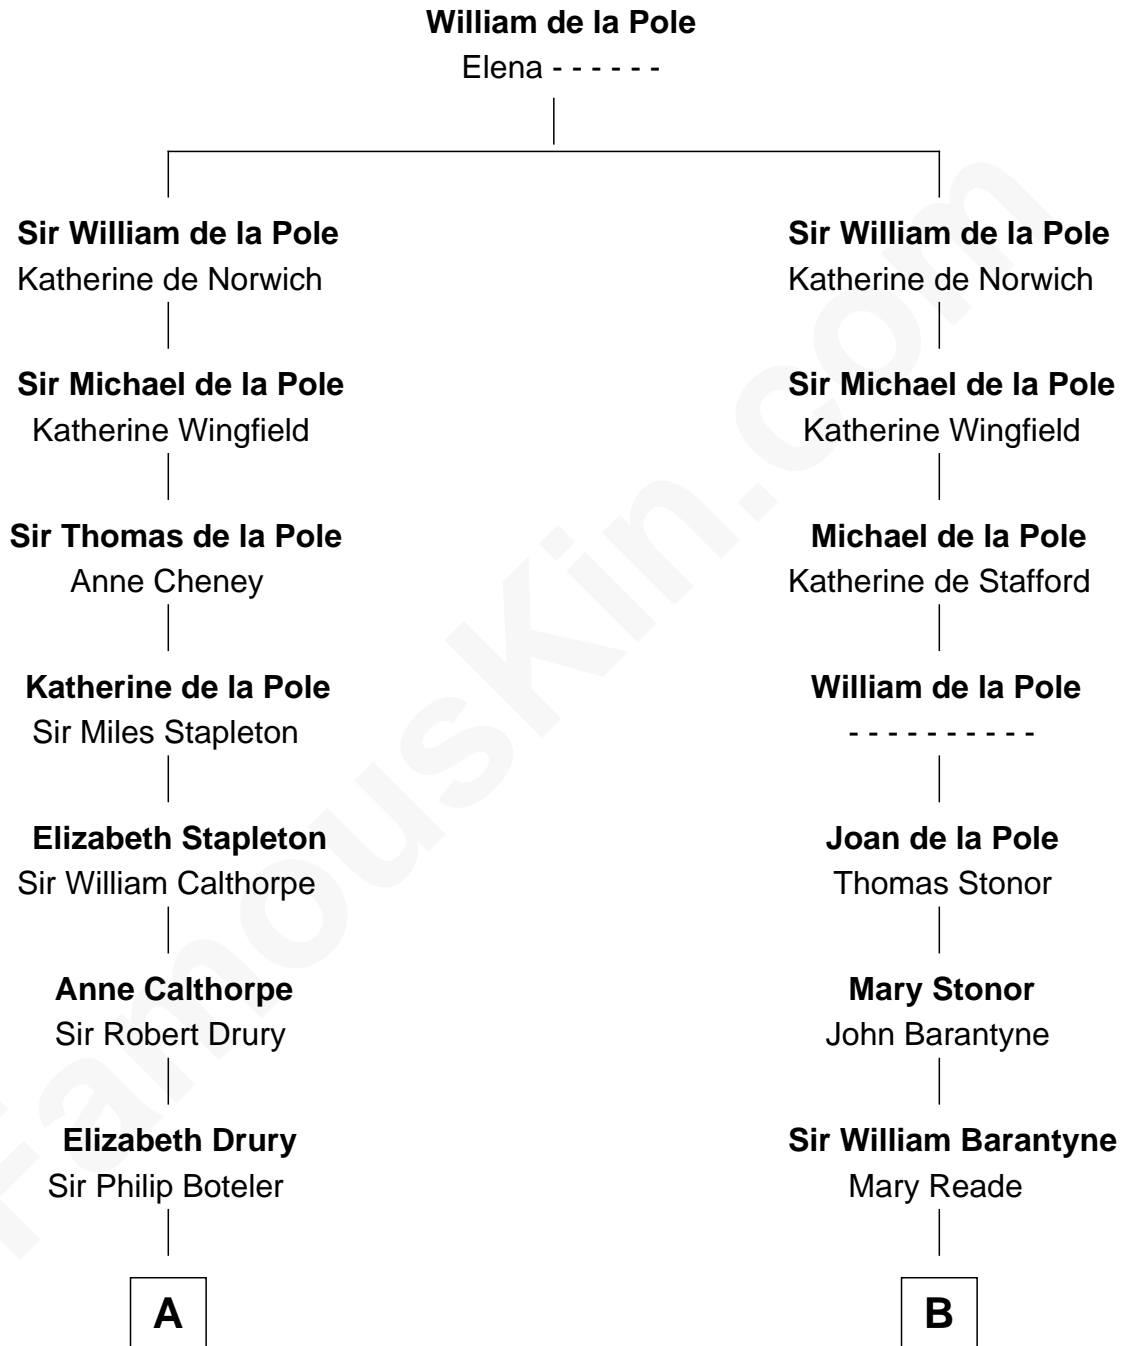 William de la Pole
Elena - - - - - -
Sir William de la Pole
Katherine de Norwich
Sir William de la Pole
Katherine de Norwich
Sir Michael de la Pole
Katherine Wingfield
Sir Michael de la Pole
Katherine Wingfield
Sir Thomas de la Pole
Anne Cheney
Michael de la Pole
Katherine de Stafford
Katherine de la Pole
Sir Miles Stapleton
William de la Pole
- - - - - - - - - -
Elizabeth Stapleton
Sir William Calthorpe
Joan de la Pole
Thomas Stonor
Anne Calthorpe
Sir Robert Drury
Mary Stonor
John Barantyne
Elizabeth Drury
Sir Philip Boteler
Sir William Barantyne
Mary Reade
A
B
FamousKin.com